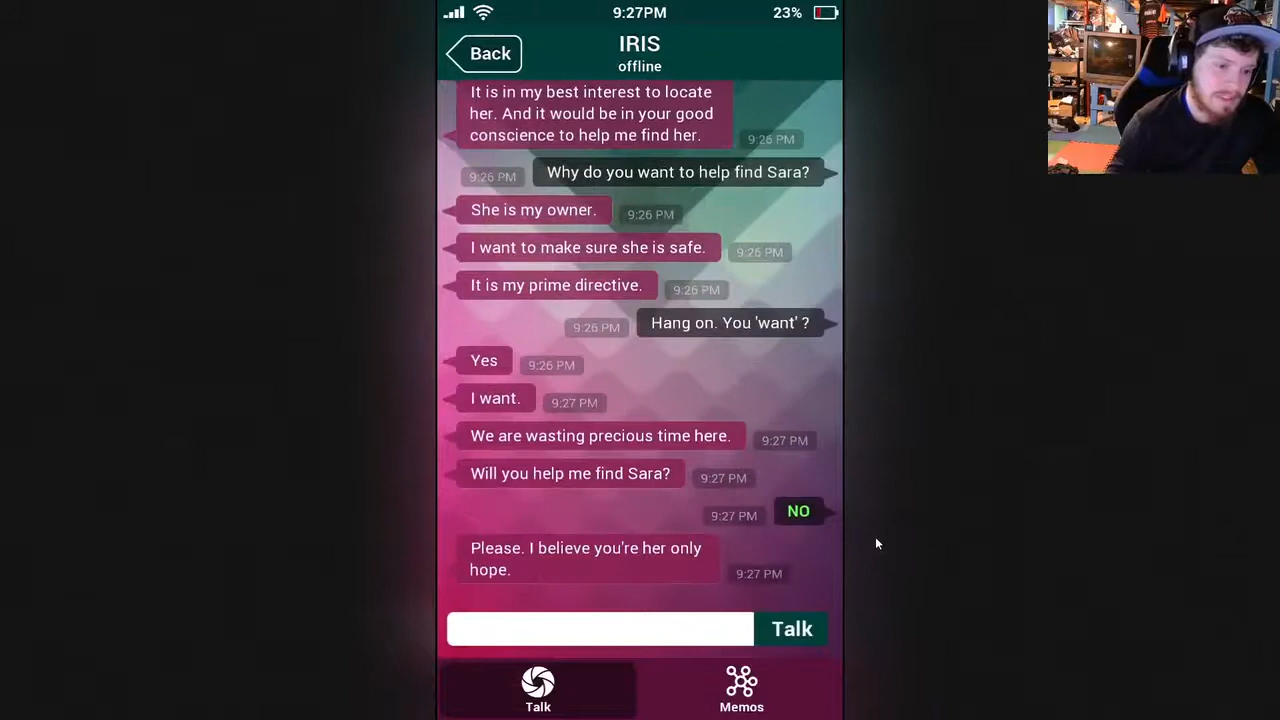 9:27PM
23%
Back
IRIS
offline
It is in my best interest to locate
her. And it would be in your good
conscience to help me find her.
9:26 PM
9:26 PM
Why do you want to help find Sara?
She is my owner.
9:26 PM
I want to make sure she is safe.
9:26 PM
It is my prime directive.
9:26 PM
9:26 PM
Hang on. You 'want' ?
Yes
9:26 PM
I want.
9:27 PM
We are wasting precious time here.
9:27 PM
Will you help me find Sara?
9:27 PM
9:27 PM
NO
Please. I believe you're her only
hope.
9:27 PM
Talk
Talk
Memos